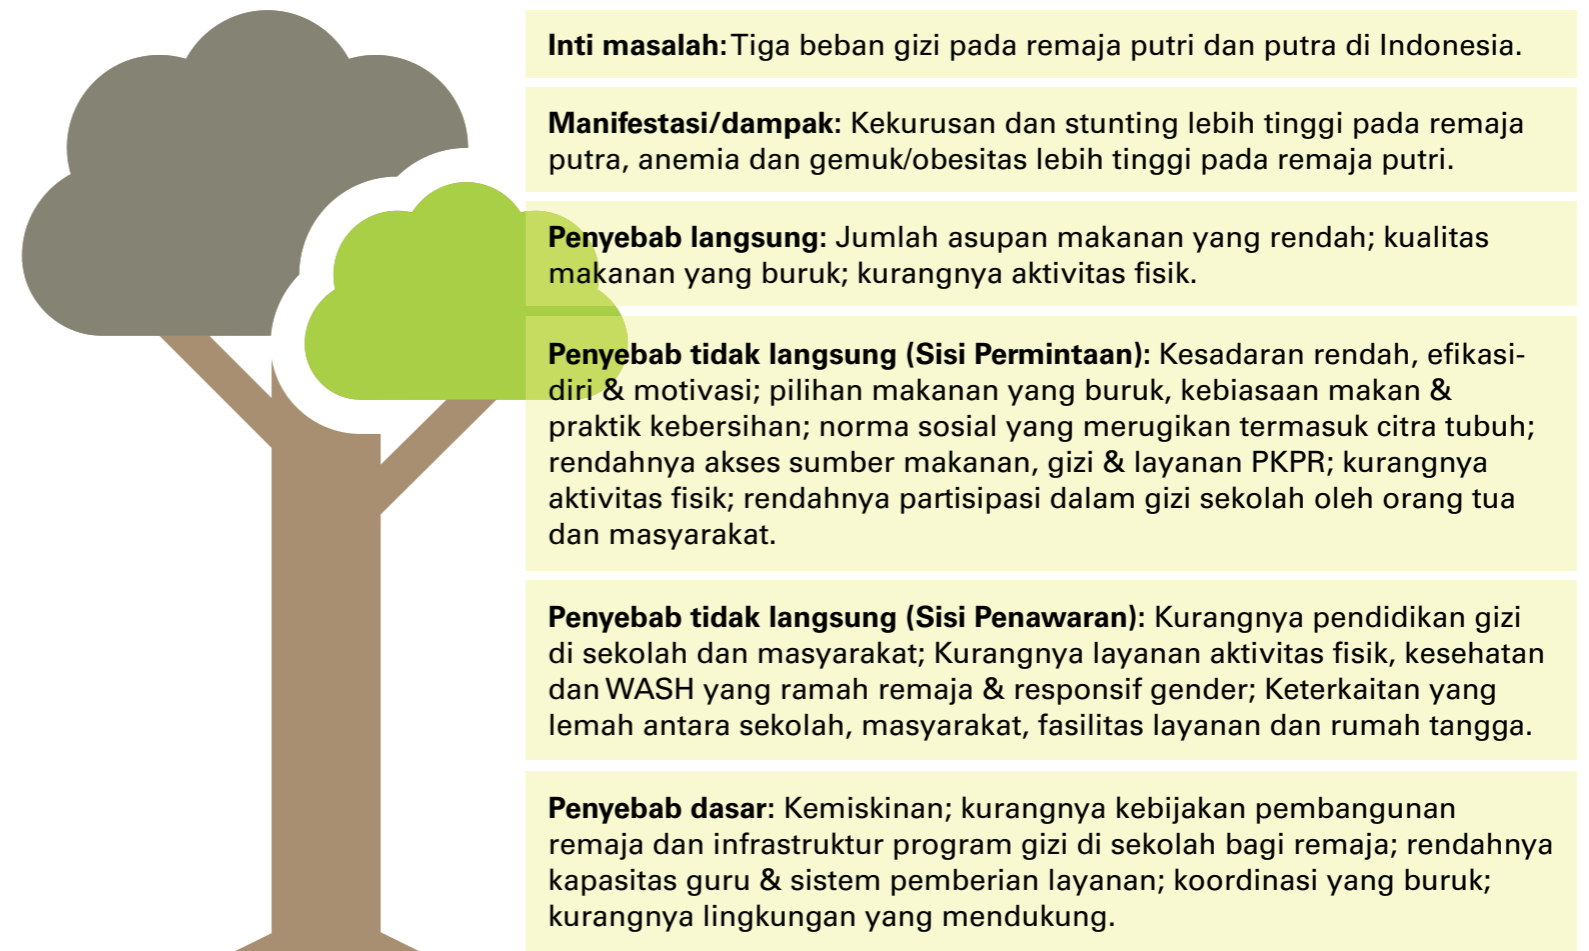 Inti masalah: Tiga beban gizi pada remaja putri dan putra di Indonesia.
Manifestasi/dampak: Kekurusan dan stunting lebih tinggi pada remaja
putra, anemia dan gemuk/obesitas lebih tinggi pada remaja putri.
Penyebab langsung: Jumlah asupan makanan yang rendah; kualitas
makanan yang buruk; kurangnya aktivitas fisik.
Penyebab tidak langsung (Sisi Permintaan): Kesadaran rendah, efikasi-
diri & motivasi; pilihan makanan yang buruk, kebiasaan makan &
praktik kebersihan; norma sosial yang merugikan termasuk citra tubuh;
rendahnya akses sumber makanan, gizi & layanan PKPR; kurangnya
aktivitas fisik; rendahnya partisipasi dalam gizi sekolah oleh orang tua
dan masyarakat.
Penyebab tidak langsung (Sisi Penawaran): Kurangnya pendidikan gizi
di sekolah dan masyarakat; Kurangnya layanan aktivitas fisik, kesehatan
dan WASH yang ramah remaja & responsif gender; Keterkaitan yang
lemah antara sekolah, masyarakat, fasilitas layanan dan rumah tangga.
Penyebab dasar: Kemiskinan; kurangnya kebijakan pembangunan
remaja dan infrastruktur program gizi di sekolah bagi remaja; rendahnya
kapasitas guru & sistem pemberian layanan; koordinasi yang buruk;
kurangnya lingkungan yang mendukung.